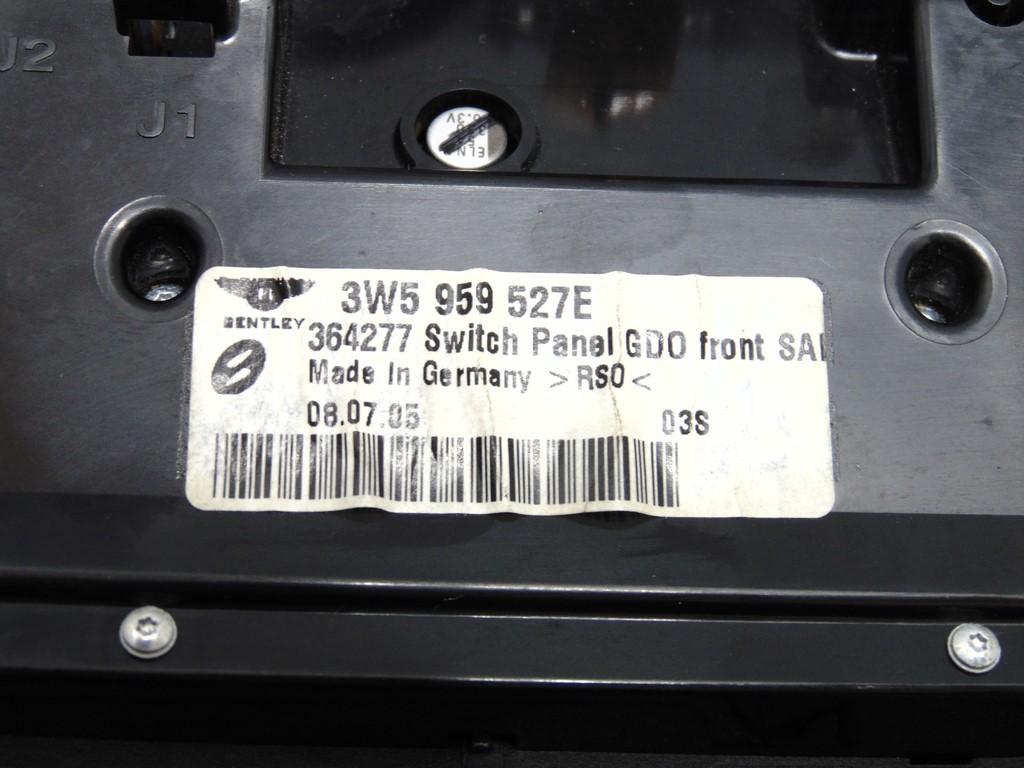 J2
J1
3W5 959 527E
BENTLEY
364277 Switch Panel GDO front SAI
Made In Germany >RSO<
08.07.05 03S